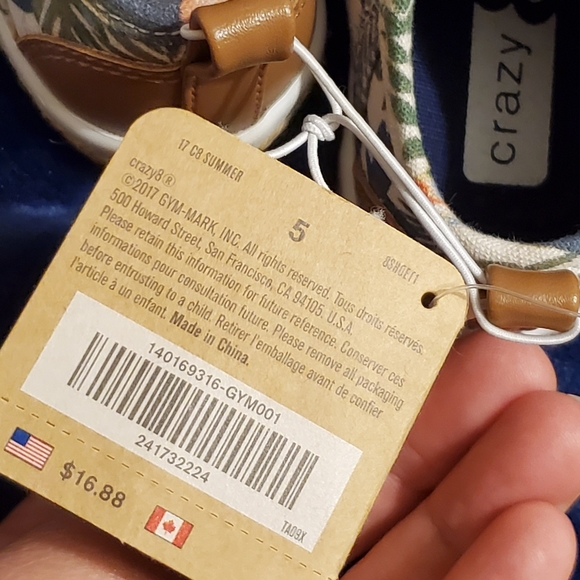 17 C8 SUMMER
5
8SHOEF1
crazy8®
©2017 GYM-MARK, INC. All rights reserved. Tous droits réservés.
500 Howard Street, San Francisco, CA 94105, U.S.A.
Please retain this information for future reference. Conserver ces
informations pour consultation future. Please remove all packaging
before entrusting to a child. Retirer l'emballage avant de confier
l'article à un enfant. Made in China.
140169316-GYM001
241732224
TA09X
$16.88
crazy